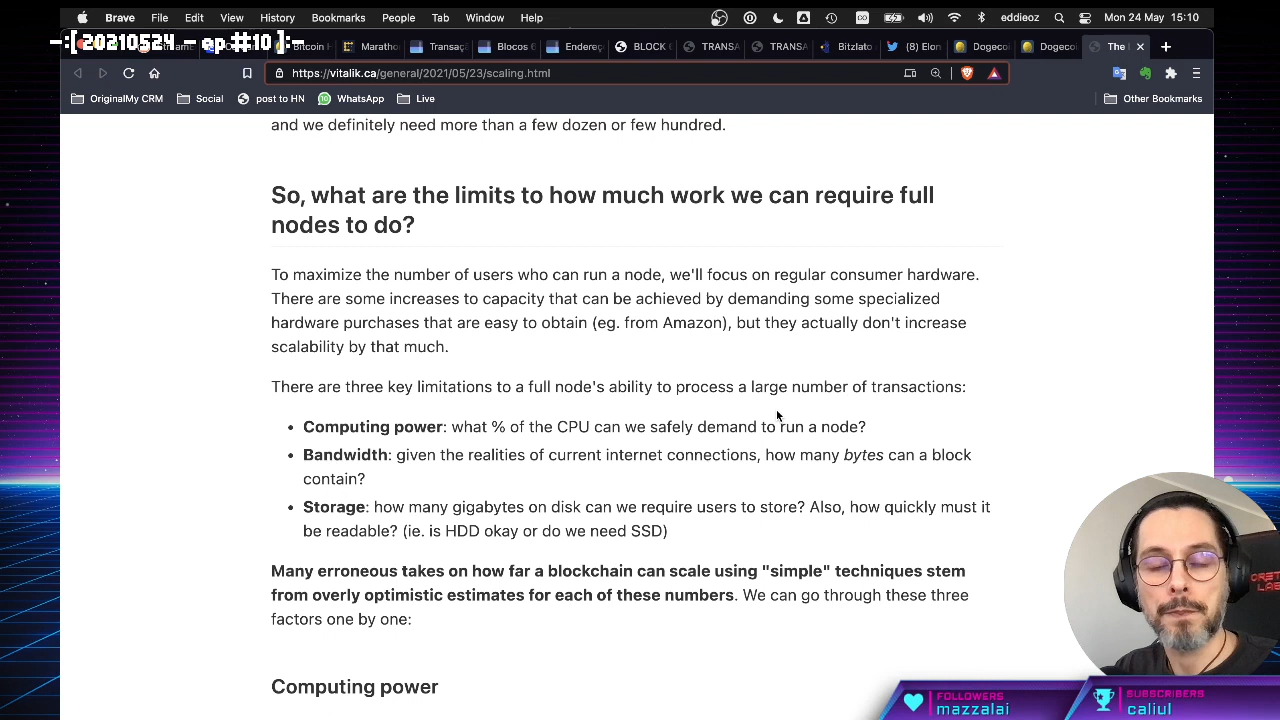 Brave File Edit View History Bookmarks People Tab Window Help eddieoz Mon 24 May 15:10
-:[ 20210524 - ep #10 ]:-
Bitcoin H
Maratho
Transaç
Blocos 6
Endereç
BLOCK
TRANSA
TRANSA
Bitzlato
(8) Elon
Dogeco
Dogeco
The
https://vitalik.ca/general/2021/05/23/scaling.html
OriginalMy CRM Social post to HN WhatsApp Live Other Bookmarks
and we definitely need more than a few dozen or few hundred.
So, what are the limits to how much work we can require full
nodes to do?
To maximize the number of users who can run a node, we'll focus on regular consumer hardware.
There are some increases to capacity that can be achieved by demanding some specialized
hardware purchases that are easy to obtain (eg. from Amazon), but they actually don't increase
scalability by that much.
There are three key limitations to a full node's ability to process a large number of transactions:
• Computing power: what % of the CPU can we safely demand to run a node?
• Bandwidth: given the realities of current internet connections, how many bytes can a block
contain?
• Storage: how many gigabytes on disk can we require users to store? Also, how quickly must it
be readable? (ie. is HDD okay or do we need SSD)
Many erroneous takes on how far a blockchain can scale using "simple" techniques stem
from overly optimistic estimates for each of these numbers. We can go through these three
factors one by one:
Computing power
FOLLOWERS
mazzalai
SUBSCRIBERS
caliul